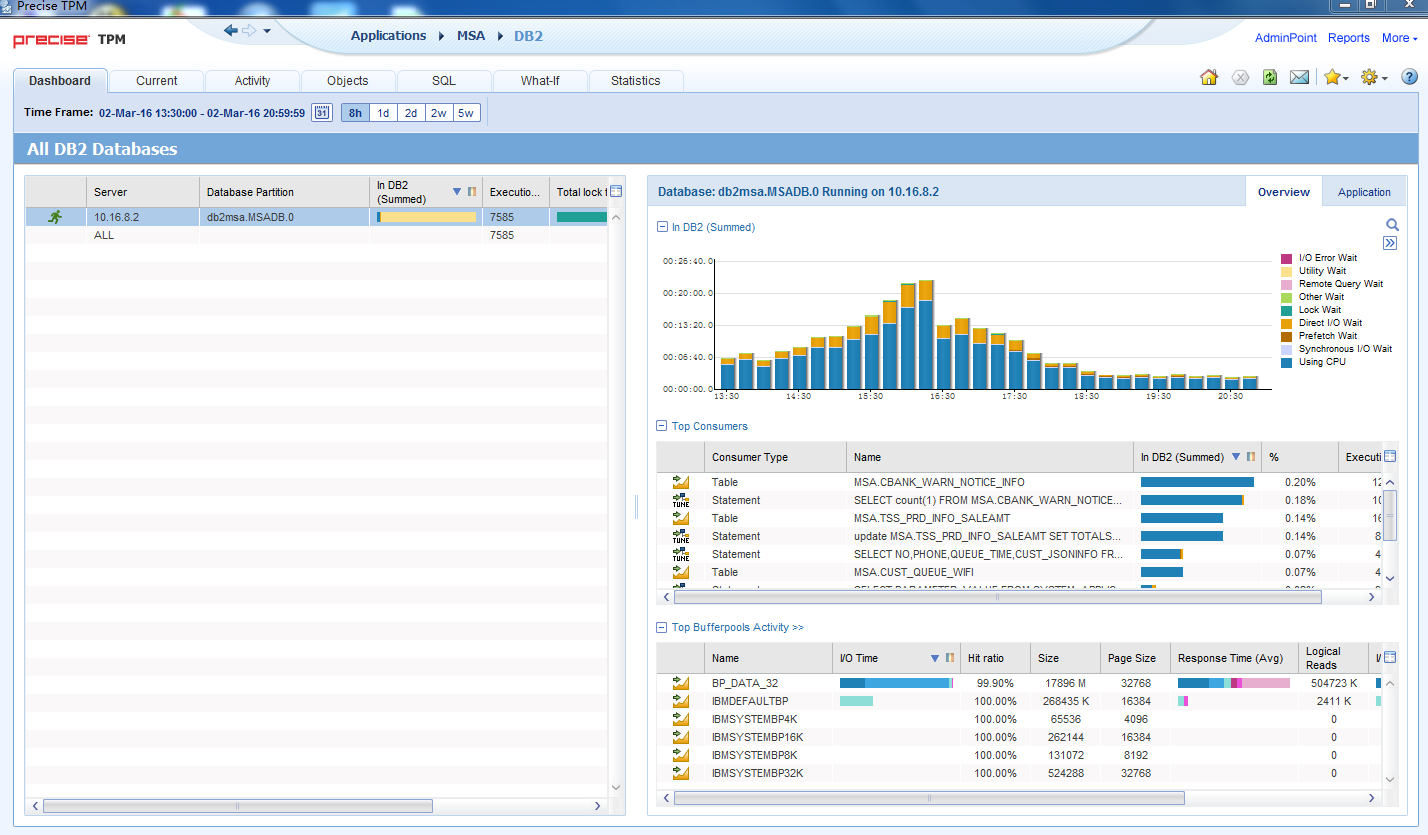 Precise TPM
PRECISE TPM
Applications MSA DB2
AdminPoint Reports More
Dashboard Current Activity Objects SQL What-If Statistics
Time Frame: 02-Mar-16 13:30:00 - 02-Mar-16 20:59:59 31 8h 1d 2d 2w 5w
All DB2 Databases
Server Database Partition In DB2 (Summed) Executio... Total lock t
10.16.8.2 db2msa.MSADB.0 7585
ALL 7585
Database: db2msa.MSADB.0 Running on 10.16.8.2 Overview Application
In DB2 (Summed)
00:26:40.0
00:20:00.0
00:13:20.0
00:06:40.0
00:00:00.0
13:30 14:30 15:30 16:30 17:30 18:30 19:30 20:30
I/O Error Wait
Utility Wait
Remote Query Wait
Other Wait
Lock Wait
Direct I/O Wait
Prefetch Wait
Synchronous I/O Wait
Using CPU
Top Consumers
Consumer Type Name In DB2 (Summed) % Executi
Table MSA.CBANK_WARN_NOTICE_INFO 0.20% 12
TUNE Statement SELECT count(1) FROM MSA.CBANK_WARN_NOTICE... 0.18% 10
Table MSA.TSS_PRD_INFO_SALEAMT 0.14% 16
TUNE Statement update MSA.TSS_PRD_INFO_SALEAMT SET TOTALS... 0.14% 8
TUNE Statement SELECT NO,PHONE,QUEUE_TIME,CUST_JSONINFO FR... 0.07% 4
Table MSA.CUST_QUEUE_WIFI 0.07% 4
Top Bufferpools Activity >>
Name I/O Time Hit ratio Size Page Size Response Time (Avg) Logical Reads I/
BP_DATA_32 99.90% 17896 M 32768 504723 K
IBMDEFAULTBP 100.00% 268435 K 16384 2411 K
IBMSYSTEMBP4K 100.00% 65536 4096 0
IBMSYSTEMBP16K 100.00% 262144 16384 0
IBMSYSTEMBP8K 100.00% 131072 8192 0
IBMSYSTEMBP32K 100.00% 524288 32768 0